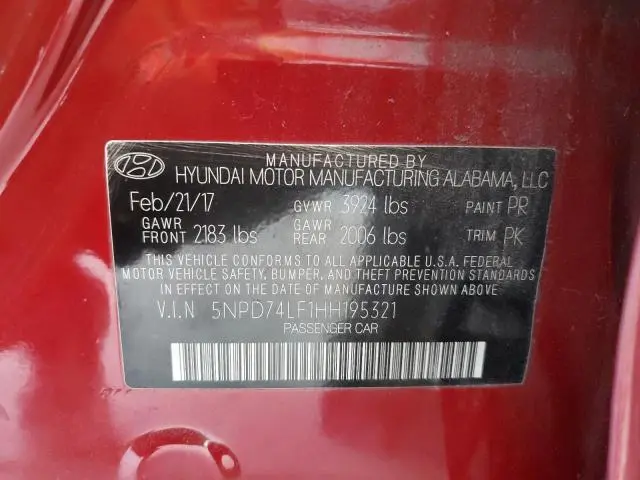 MANUFACTURED BY
HYUNDAI MOTOR MANUFACTURING ALABAMA, LLC
Feb/21/17 GVWR 3924 lbs PAINT PR
GAWR FRONT 2183 lbs GAWR REAR 2006 lbs TRIM PK
THIS VEHICLE CONFORMS TO ALL APPLICABLE U.S.A. FEDERAL
MOTOR VEHICLE SAFETY, BUMPER, AND THEFT PREVENTION STANDARDS
IN EFFECT ON THE DATE OF MANUFACTURE SHOWN ABOVE.
V.I.N 5NPD74LF1HH195321
PASSENGER CAR